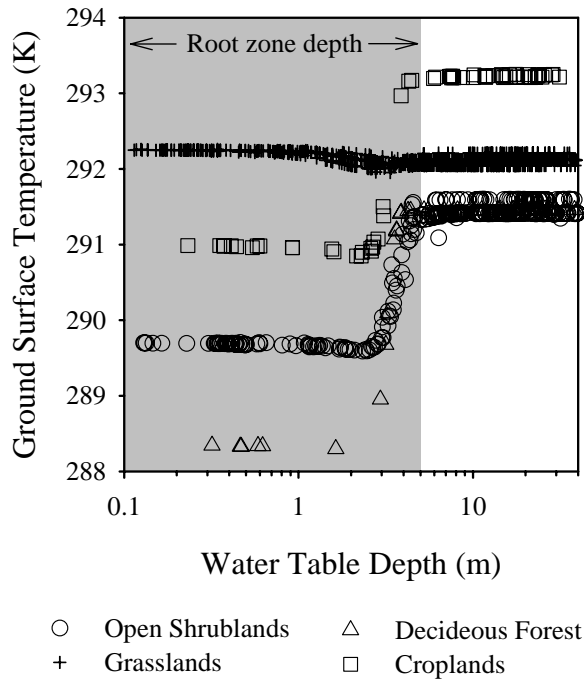 Root zone depth
Ground Surface Temperature (K)
294
293
292
291
290
289
288
0.1
1
10
Water Table Depth (m)
Open Shrublands
Decideous Forest
Grasslands
Croplands